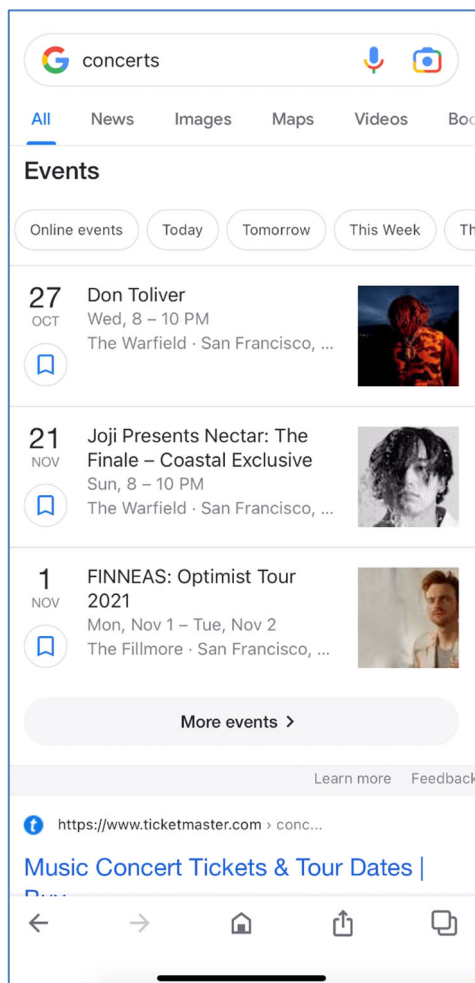 concerts
All News Images Maps Videos Boo
Events
Online events Today Tomorrow This Week Th
27
OCT
Don Toliver
Wed, 8 – 10 PM
The Warfield · San Francisco, ...
21
NOV
Joji Presents Nectar: The
Finale – Coastal Exclusive
Sun, 8 – 10 PM
The Warfield · San Francisco, ...
1
NOV
FINNEAS: Optimist Tour
2021
Mon, Nov 1 – Tue, Nov 2
The Fillmore · San Francisco, ...
More events >
Learn more Feedback
https://www.ticketmaster.com › conc...
Music Concert Tickets & Tour Dates |